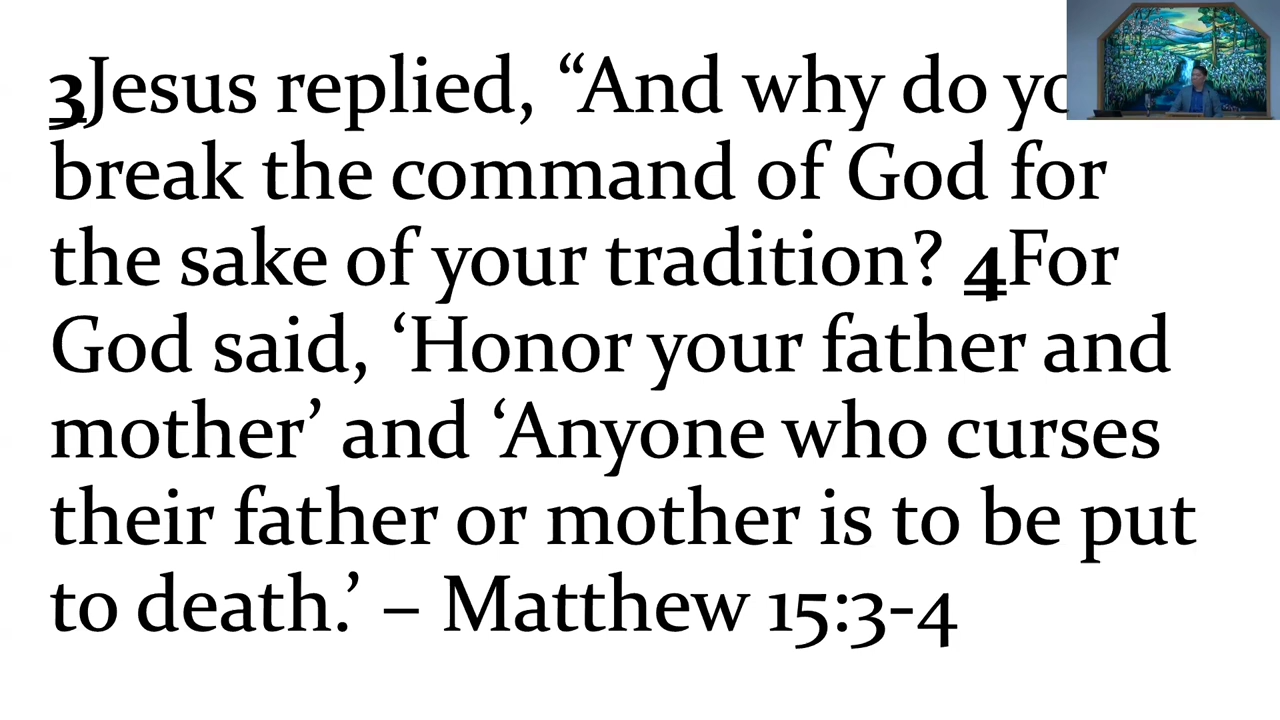 3Jesus replied, “And why do yo
break the command of God for
the sake of your tradition? 4For
God said, ‘Honor your father and
mother’ and ‘Anyone who curses
their father or mother is to be put
to death.’ – Matthew 15:3-4